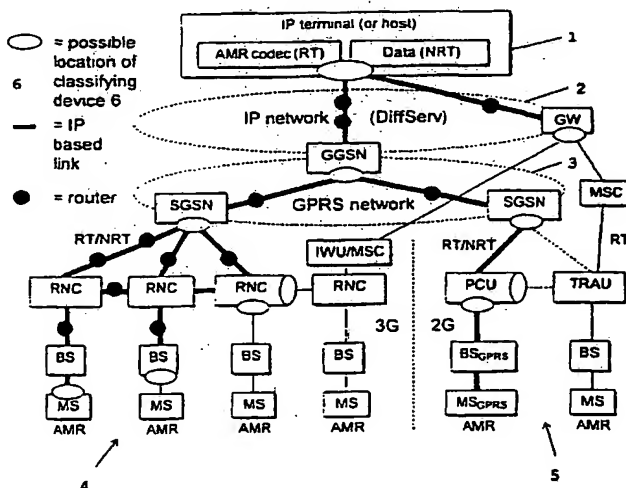 IP terminal (or host)
AMR codec (RT)
Data (NRT)
1
= possible
location of
classifying
device 6
6
= IP
based
link
= router
2
IP network
(DiffServ)
GW
GGSN
3
MSC
SGSN
GPRS network
SGSN
RT/NRT
IWU/MSC
RT/NRT
RT
RNC
RNC
RNC
RNC
PCU
TRAU
3G
2G
BS
BS
BS
BS
BSGPRS
BS
MS
MS
MS
MS
MSGPRS
MS
AMR
AMR
AMR
AMR
AMR
AMR
4
5